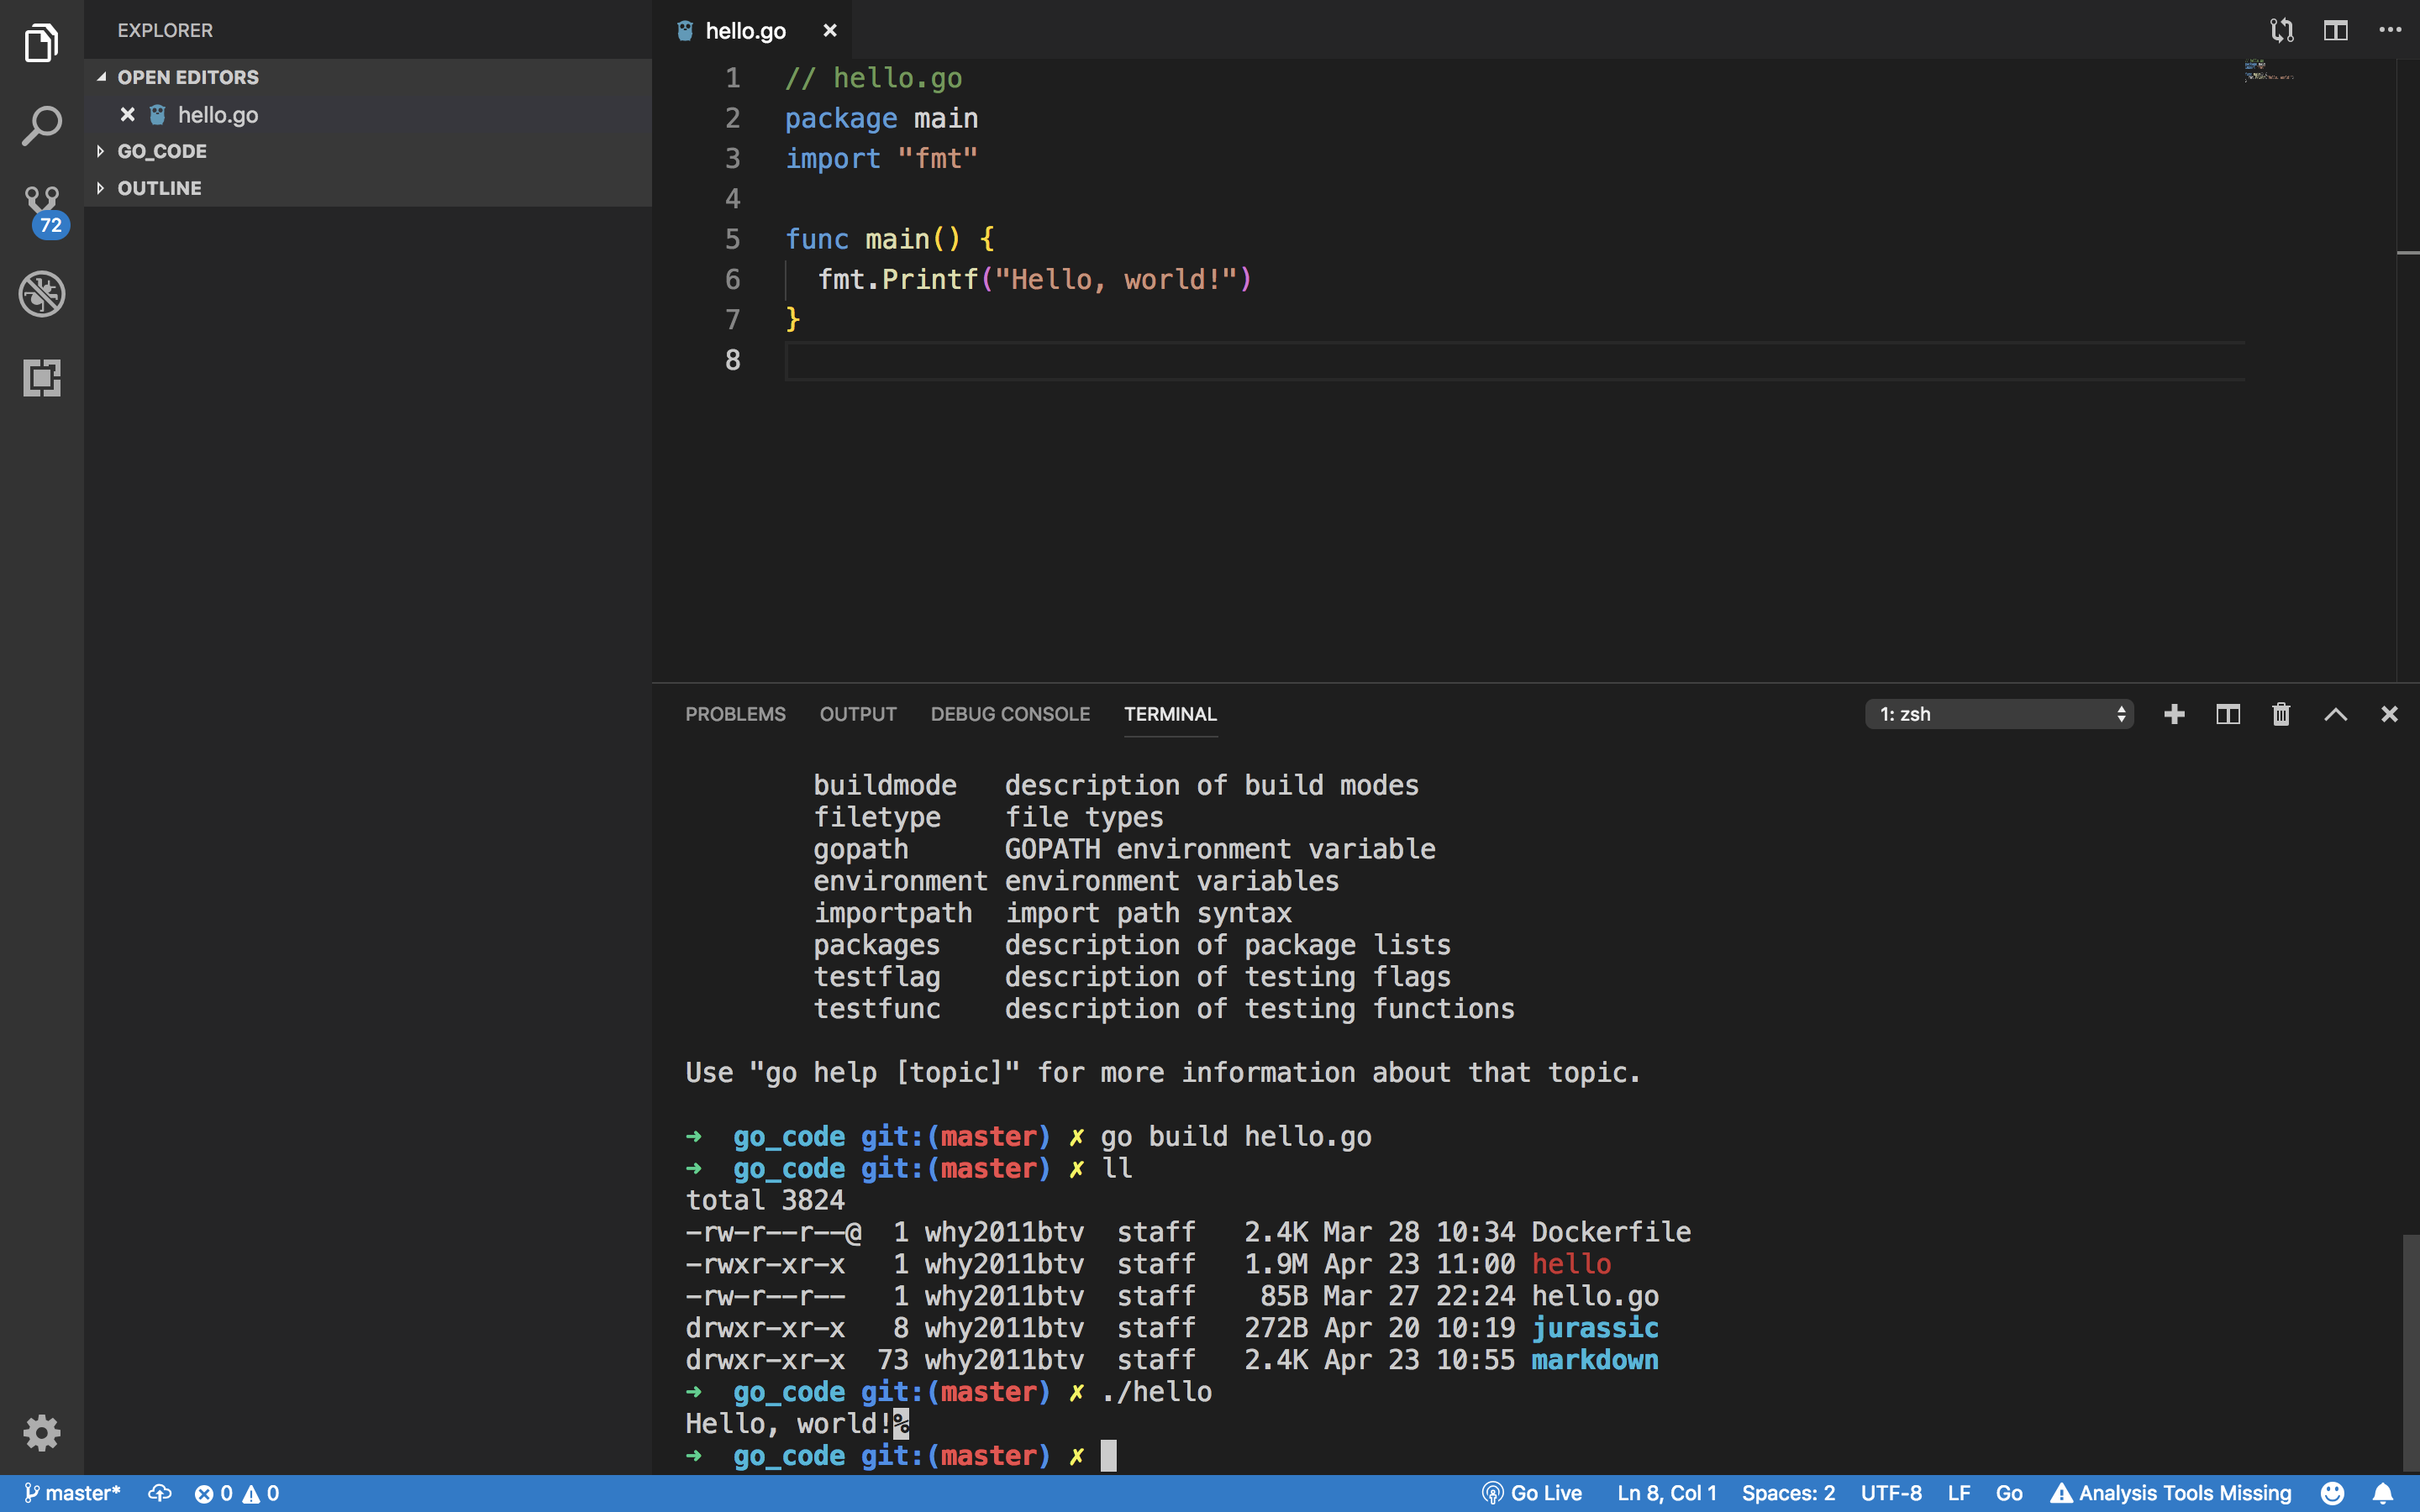 EXPLORER
OPEN EDITORS
hello.go
GO_CODE
OUTLINE
72
hello.go
1 // hello.go
2 package main
3 import "fmt"
4
5 func main() {
6 fmt.Printf("Hello, world!")
7 }
8
PROBLEMS OUTPUT DEBUG CONSOLE TERMINAL 1: zsh
buildmode description of build modes
filetype file types
gopath GOPATH environment variable
environment environment variables
importpath import path syntax
packages description of package lists
testflag description of testing flags
testfunc description of testing functions
Use "go help [topic]" for more information about that topic.
➜ go_code git:(master) ✗ go build hello.go
➜ go_code git:(master) ✗ ll
total 3824
-rw-r--r--@ 1 why2011btv staff 2.4K Mar 28 10:34 Dockerfile
-rwxr-xr-x 1 why2011btv staff 1.9M Apr 23 11:00 hello
-rw-r--r-- 1 why2011btv staff 85B Mar 27 22:24 hello.go
drwxr-xr-x 8 why2011btv staff 272B Apr 20 10:19 jurassic
drwxr-xr-x 73 why2011btv staff 2.4K Apr 23 10:55 markdown
➜ go_code git:(master) ✗ ./hello
Hello, world!%
➜ go_code git:(master) ✗
master* 0 0 Go Live Ln 8, Col 1 Spaces: 2 UTF-8 LF Go Analysis Tools Missing